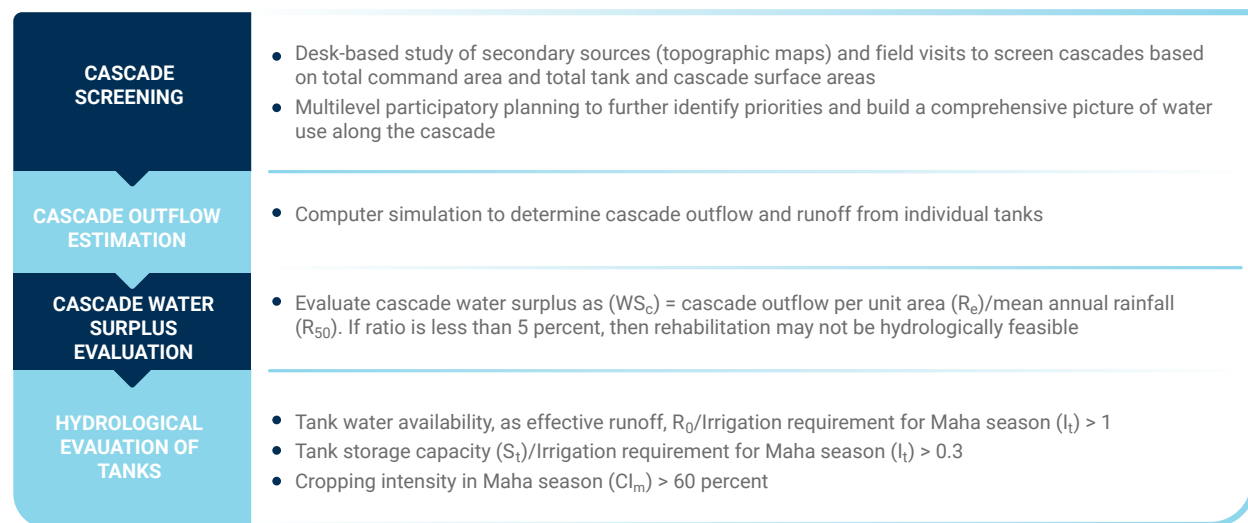 CASCADE
SCREENING
• Desk-based study of secondary sources (topographic maps) and field visits to screen cascades based
on total command area and total tank and cascade surface areas
• Multilevel participatory planning to further identify priorities and build a comprehensive picture of water
use along the cascade
CASCADE OUTFLOW
ESTIMATION
• Computer simulation to determine cascade outflow and runoff from individual tanks
CASCADE WATER
SURPLUS
EVALUATION
• Evaluate cascade water surplus as (WSc) = cascade outflow per unit area (Re)/mean annual rainfall
(R50). If ratio is less than 5 percent, then rehabilitation may not be hydrologically feasible
HYDROLOGICAL
EVAUATION OF
TANKS
• Tank water availability, as effective runoff, R0/Irrigation requirement for Maha season (It) > 1
• Tank storage capacity (St)/Irrigation requirement for Maha season (It) > 0.3
• Cropping intensity in Maha season (CIm) > 60 percent